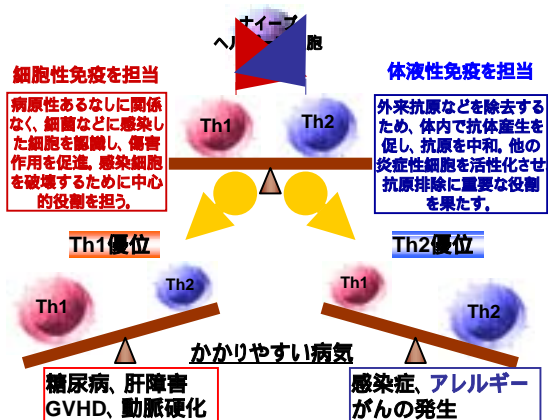 ナイーブ
ヘル 胞
細胞性免疫を担当
病原性あるなしに関係
なく、細菌などに感染し
た細胞を認識し、傷害
作用を促進。感染細胞
を破壊するために中心
的役割を担う。
体液性免疫を担当
外来抗原などを除去する
ため、体内で抗体産生を
促し、抗原を中和。他の
炎症性細胞を活性化させ
抗原排除に重要な役割
を果たす。
Th1
Th2
Th1優位
Th2優位
Th1
Th2
Th1
Th2
かかりやすい病気
糖尿病、肝障害
GVHD、動脈硬化
感染症、アレルギー
がんの発生